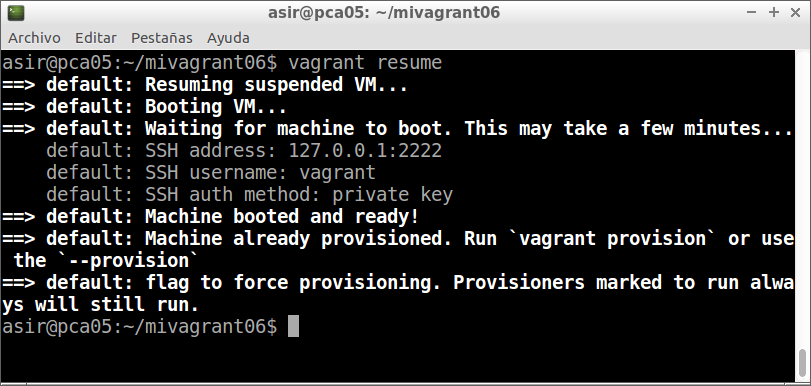 asir@pca05: ~/mivagrant06
Archivo Editar Pestañas Ayuda
asir@pca05:~/mivagrant06$ vagrant resume
==> default: Resuming suspended VM...
==> default: Booting VM...
==> default: Waiting for machine to boot. This may take a few minutes...
    default: SSH address: 127.0.0.1:2222
    default: SSH username: vagrant
    default: SSH auth method: private key
==> default: Machine booted and ready!
==> default: Machine already provisioned. Run `vagrant provision` or use
 the `--provision`
==> default: flag to force provisioning. Provisioners marked to run alwa
ys will still run.
asir@pca05:~/mivagrant06$